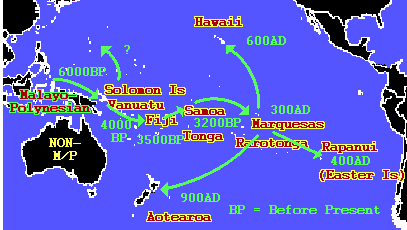 Hawaii
?
600AD
6000BP
Solomon Is
Malayo-
Polynesian
Vanuatu
Samoa
300AD
4000
BP
Fiji
3200BP
Marquesas
3500BP
Tonga
NON-
M/P
Rarotonga
Rapanui
400AD
(Easter Is)
900AD
Aotearoa
BP = Before Present